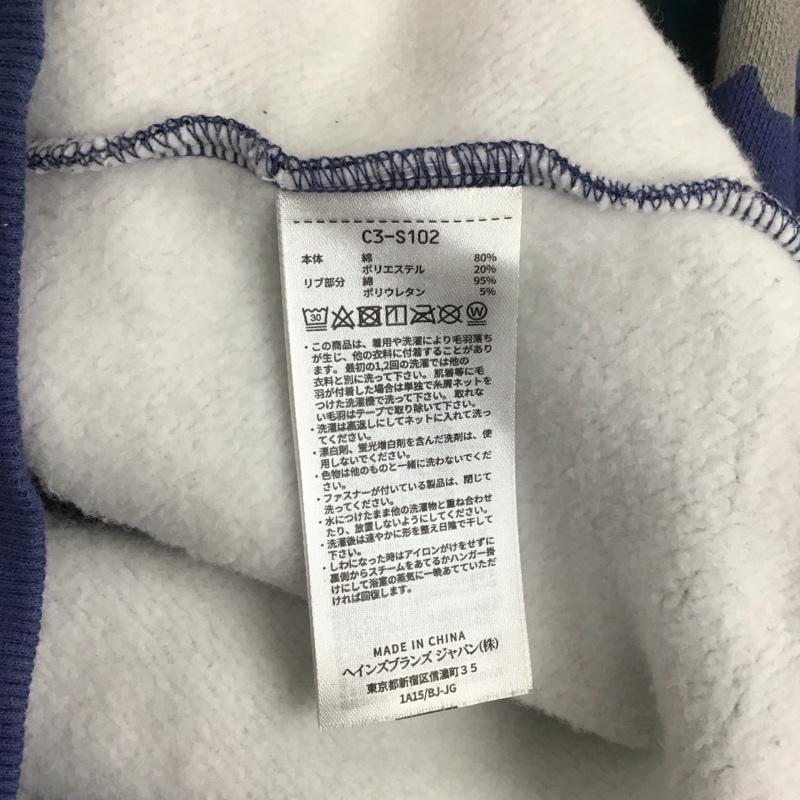 C3-S102
本体 綿 80%
ポリエステル 20%
リブ部分 綿 95%
ポリウレタン 5%
30 W
・この商品は、着用や洗濯により毛羽落ち
が生じ、他の衣料に付着することがあり
ます。最初の1,2回の洗濯では他の
衣料と別に洗って下さい。肌着等に毛
羽が付着した場合は単独で糸屑ネットを
つけた洗濯機で洗って下さい。取れな
い毛羽はテープで取り除いて下さい。
・洗濯は裏返しにしてネットに入れて洗っ
てください。
・漂白剤、蛍光増白剤を含んだ洗剤は、使
用しないでください。
・色物は他のものと一緒に洗わないでくだ
さい。
・ファスナーが付いている製品は、閉じて
洗ってください。
・水につけたまま他の洗濯物と重ね合わせ
たり、放置しないようにしてください。
・洗濯後は速やかに形を整え日陰で干して
下さい。
・しわになった時はアイロンがけをせずに
裏側からスチームをあてるかハンガー掛
けにして浴室の蒸気に一晩あてていただ
ければ回復します。
MADE IN CHINA
ヘインズブランズ ジャパン(株)
東京都新宿区信濃町35
1A15/BJ-JG